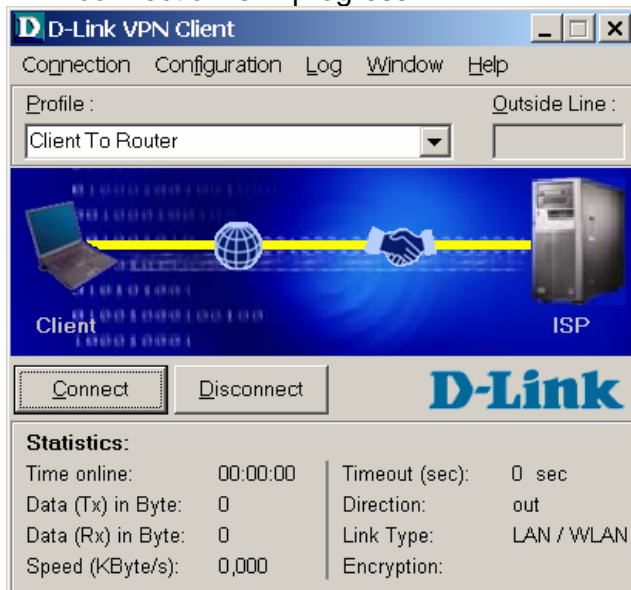 D D-Link VPN Client
Connection Configuration Log Window Help
Profile : Outside Line :
Client To Router
Client ISP
Connect Disconnect D-Link
Statistics:
Time online: 00:00:00 Timeout (sec): 0 sec
Data (Tx) in Byte: 0 Direction: out
Data (Rx) in Byte: 0 Link Type: LAN / WLAN
Speed (KByte/s): 0,000 Encryption: